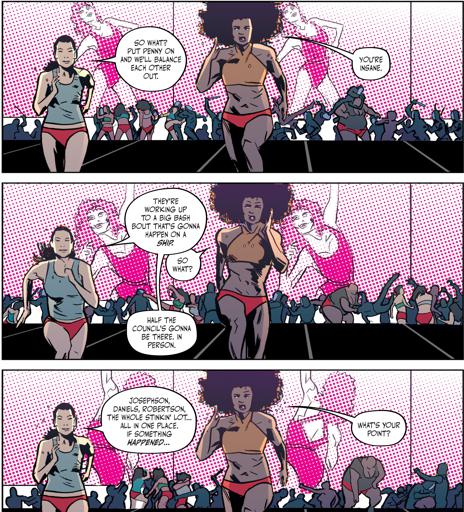 SO WHAT?
PUT PENNY ON
AND WE'LL BALANCE
EACH OTHER
OUT.
YOU'RE
INSANE.
THEY'RE
WORKING UP
TO A BIG BASH
BOUT THAT'S GONNA
HAPPEN ON A
SHIP.
SO
WHAT?
HALF THE
COUNCIL'S GONNA
BE THERE. IN
PERSON.
JOSEPHSON,
DANIELS, ROBERTSON,
THE WHOLE STINKIN' LOT...
ALL IN ONE PLACE.
IF SOMETHING
HAPPENED...
WHAT'S YOUR
POINT?